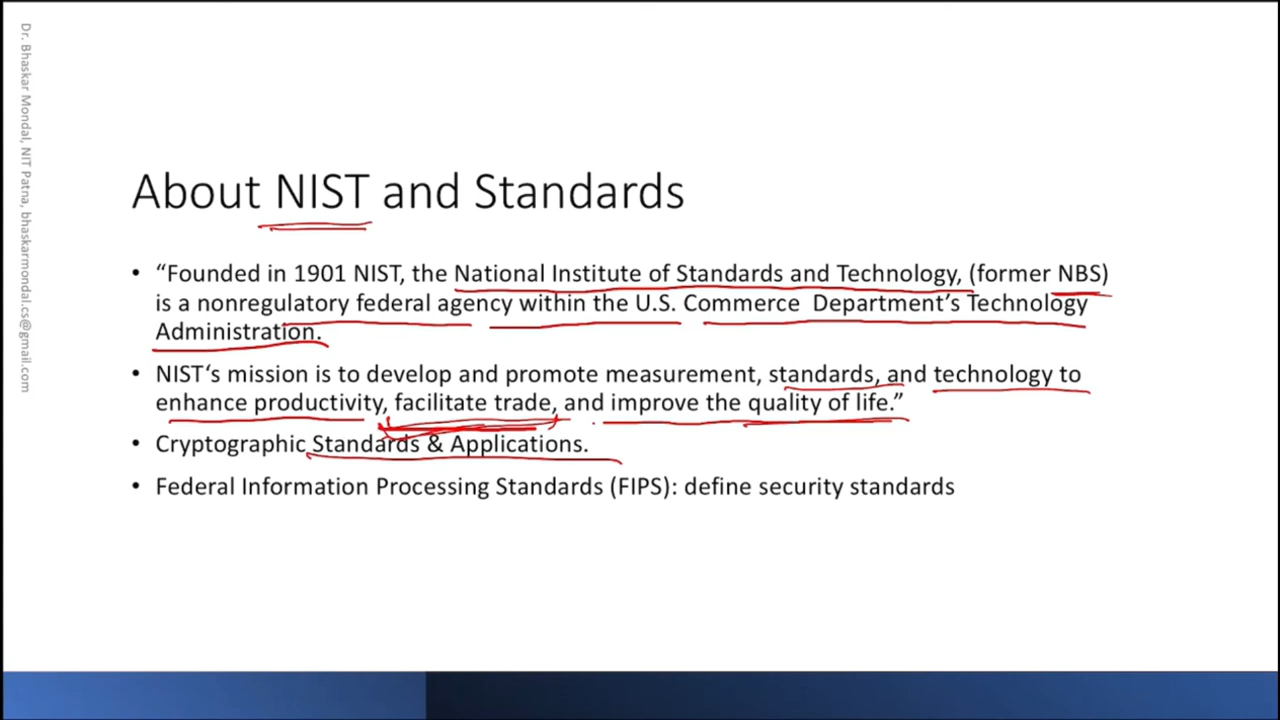 Dr. Bhaskar Mondal, NIT Patna, bhaskarmondal.cs@gmail.com
About NIST and Standards
• “Founded in 1901 NIST, the National Institute of Standards and Technology, (former NBS)
is a nonregulatory federal agency within the U.S. Commerce Department’s Technology
Administration.
• NIST‘s mission is to develop and promote measurement, standards, and technology to
enhance productivity, facilitate trade, and improve the quality of life.”
• Cryptographic Standards & Applications.
• Federal Information Processing Standards (FIPS): define security standards